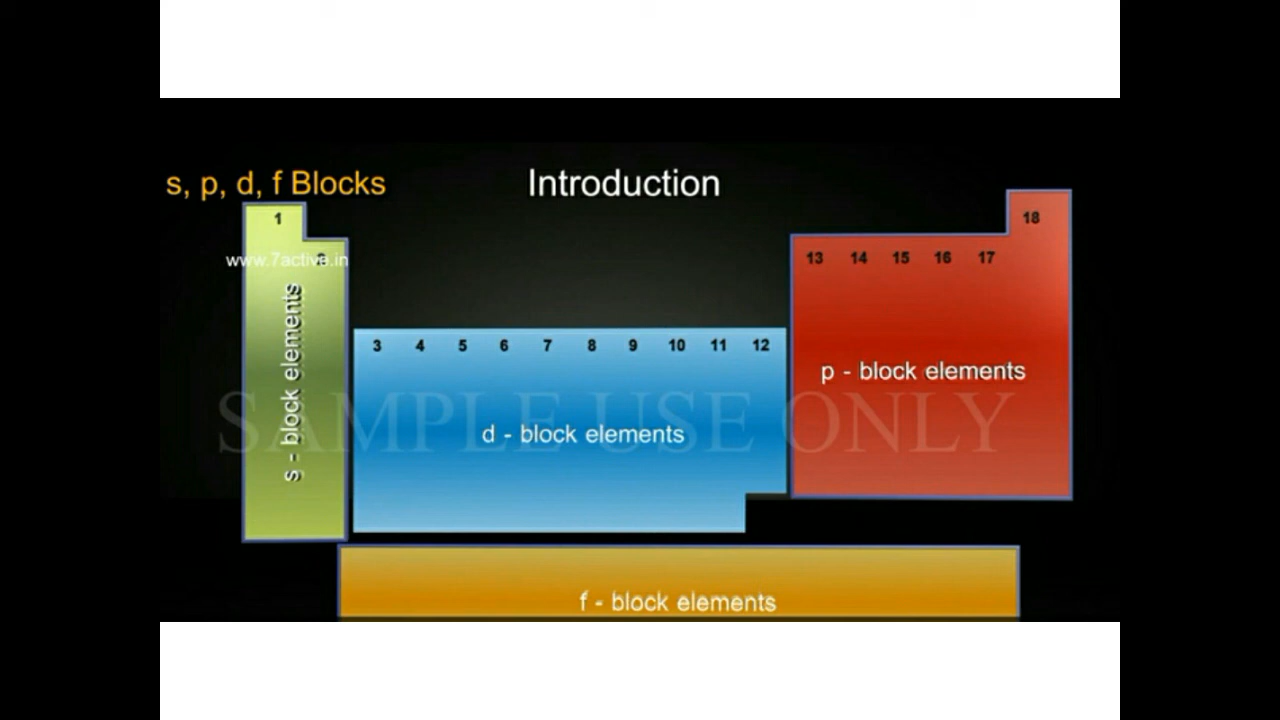 s, p, d, f Blocks
Introduction
1
18
www.7active.in
2
13 14 15 16 17
3 4 5 6 7 8 9 10 11 12
s - block elements
p - block elements
SAMPLE USE ONLY
d - block elements
f - block elements